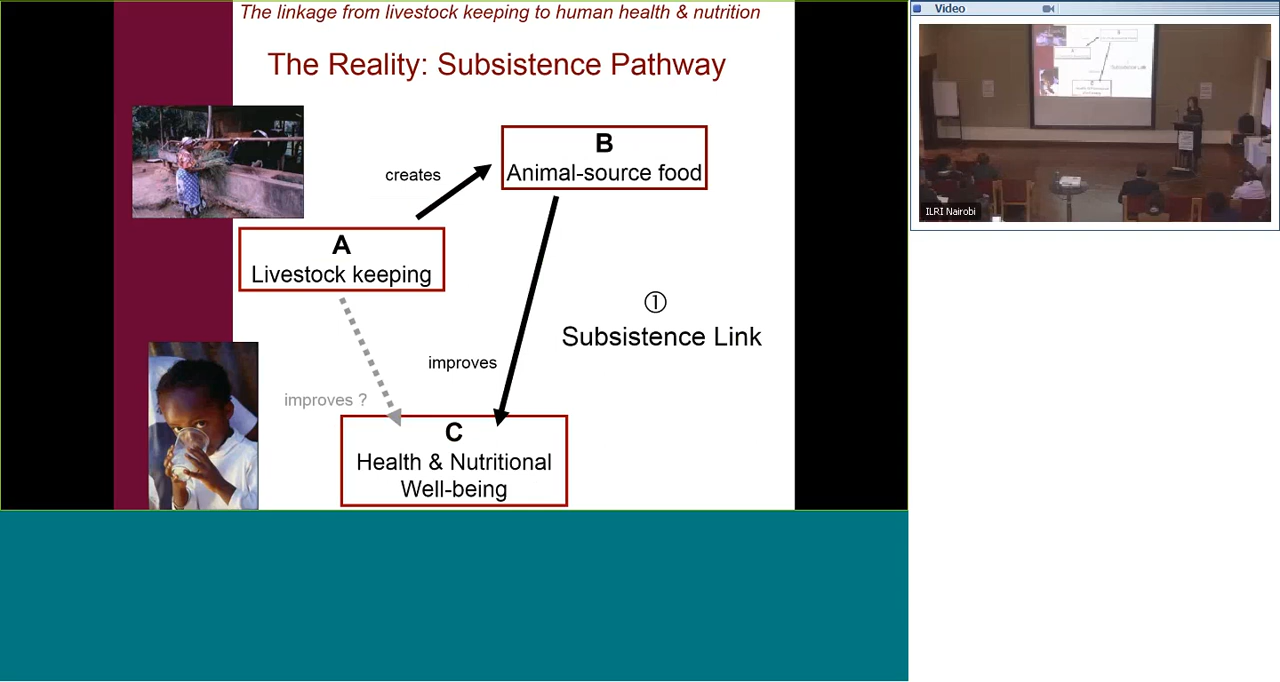 The linkage from livestock keeping to human health & nutrition
The Reality: Subsistence Pathway
B
Animal-source food
creates
A
Livestock keeping
①
Subsistence Link
improves
improves ?
C
Health & Nutritional
Well-being
Video
ILRI Nairobi